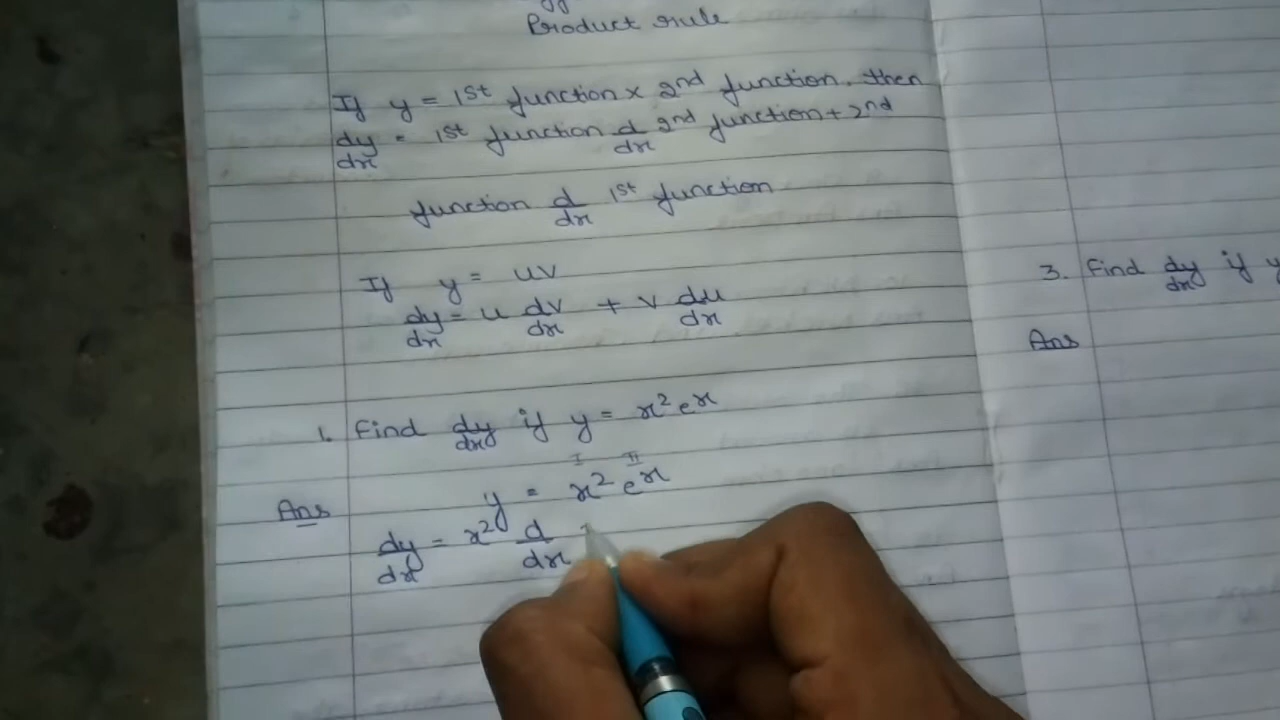 Product rule
If y = 1st function x 2nd function. then
dy/dx = 1st function d/dx 2nd function + 2nd
function d/dx 1st function
If y = uv
dy/dx = u dv/dx + v du/dx
1. Find dy/dx if y = x²eˣ
I II
Ans y = x² eˣ
dy/dx = x² d/dx
3. Find dy/dx if y
Ans